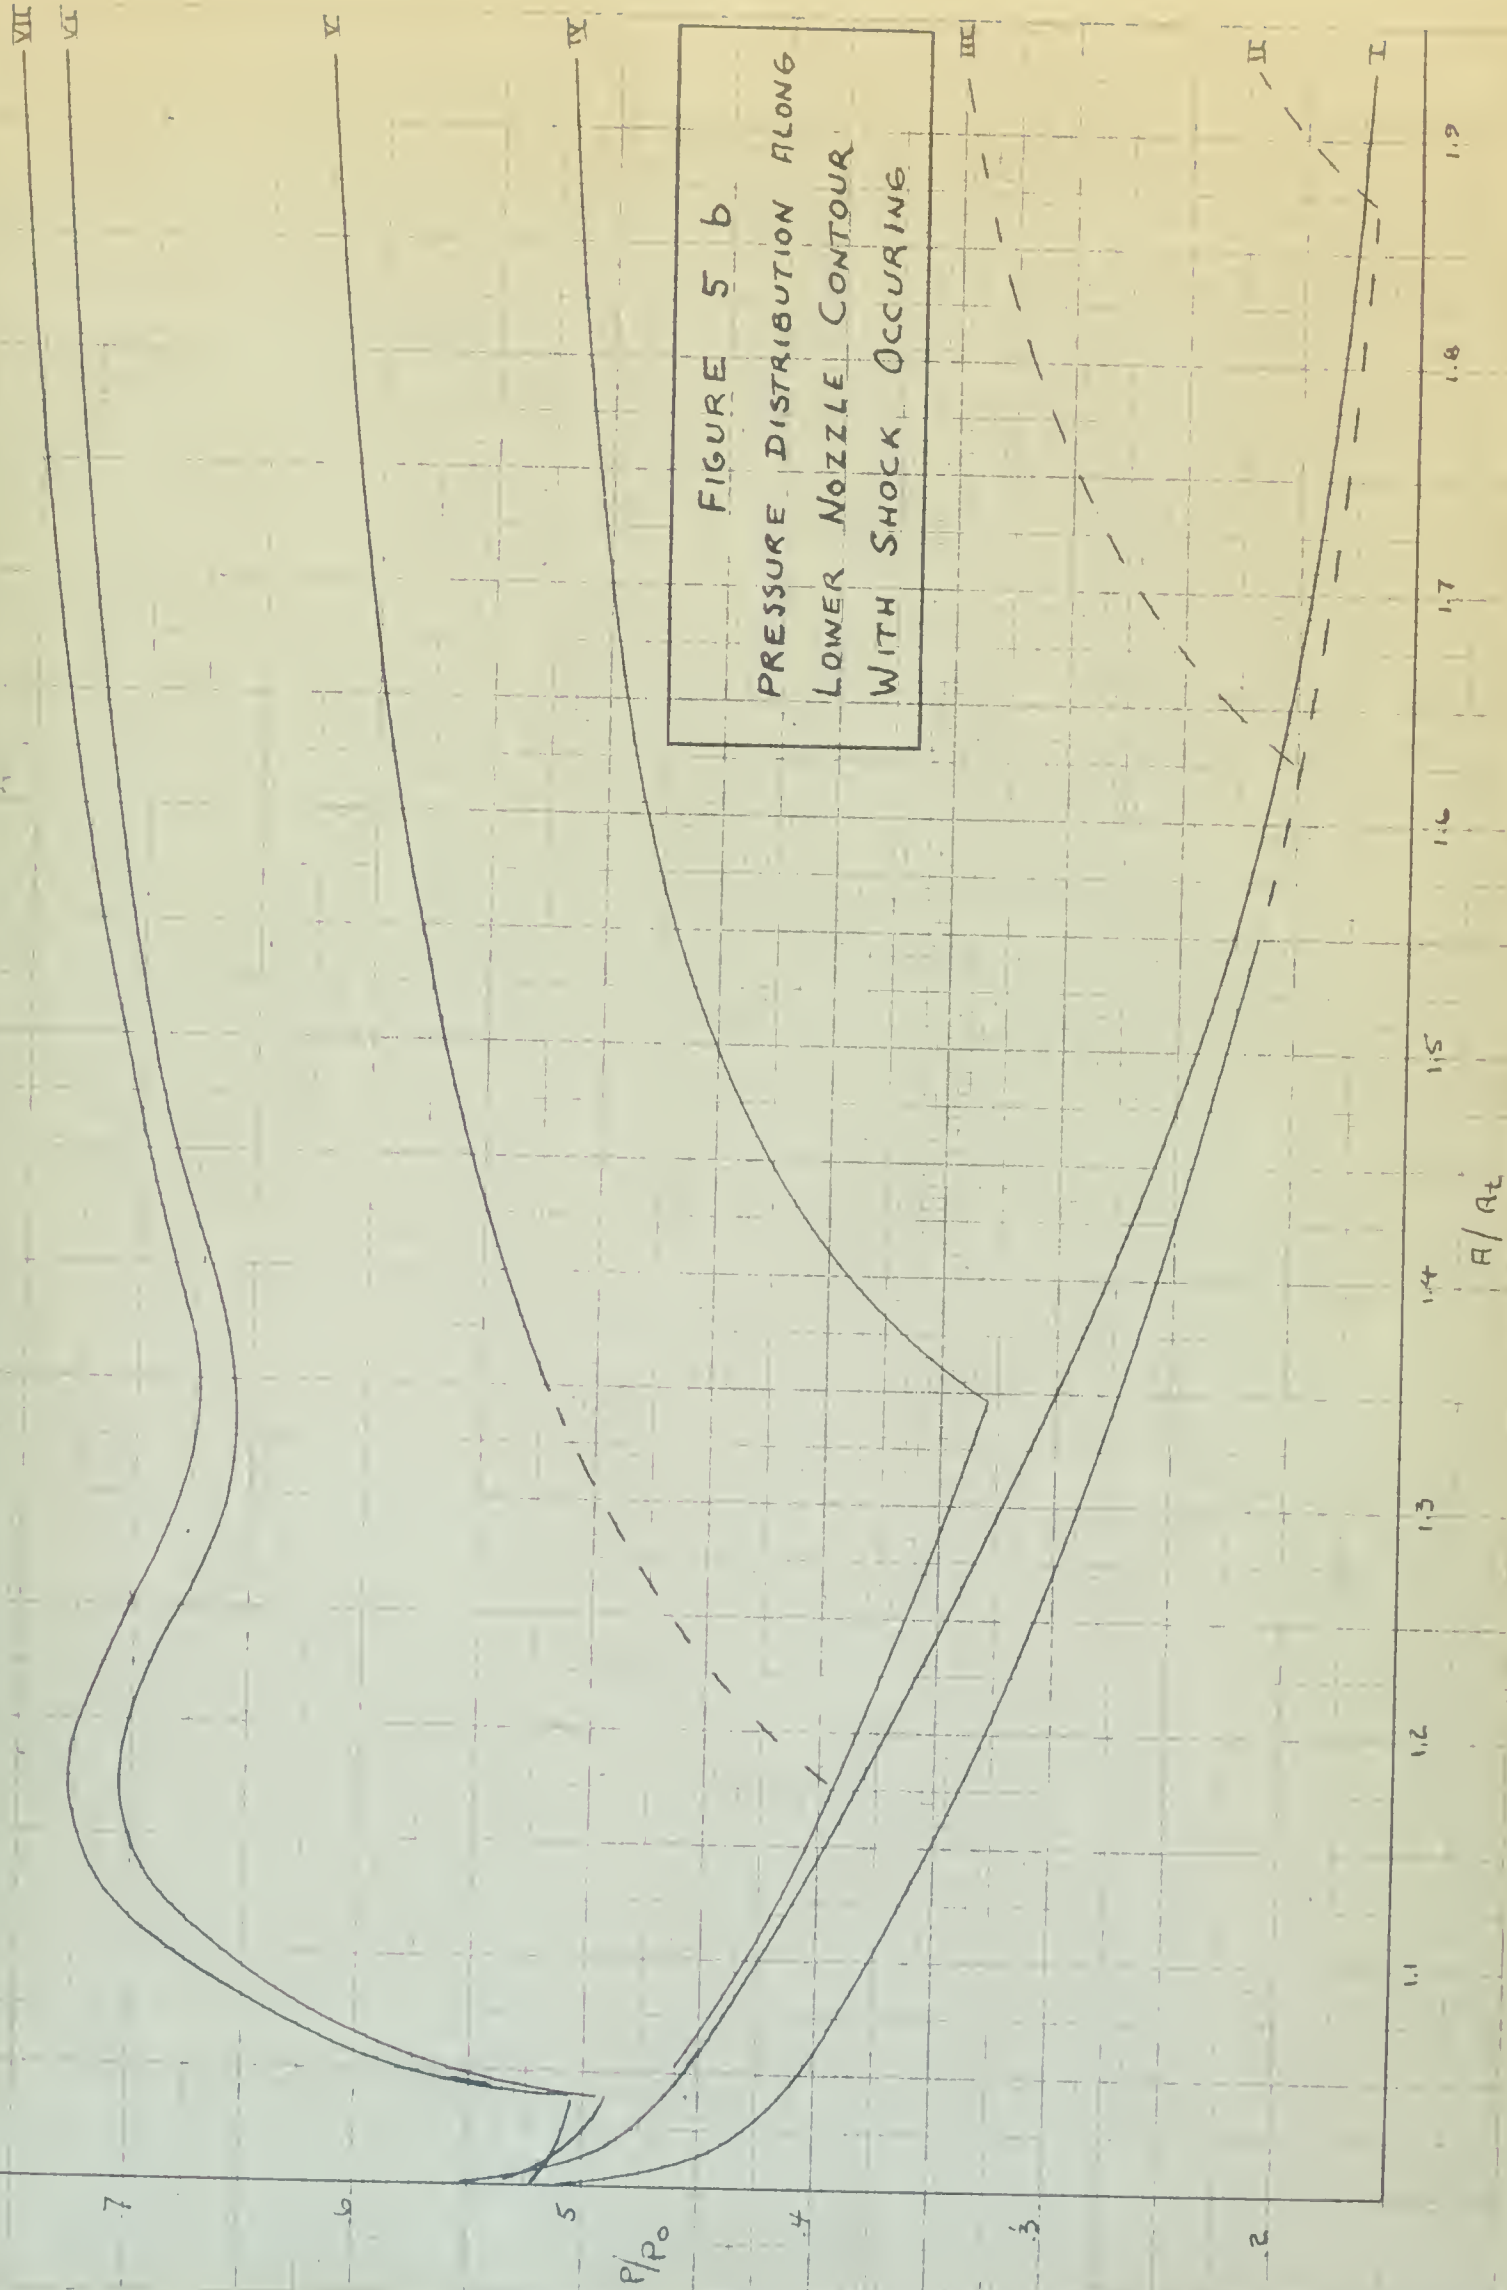 VII
VI
V
IV
III
II
I
FIGURE 5 b
PRESSURE DISTRIBUTION ALONG
LOWER NOZZLE CONTOUR
WITH SHOCK OCCURING
.7
.6
.5
P/P₀
.4
.3
.2
1.1
1.2
1.3
1.4
1.5
1.6
1.7
1.8
1.9
A/At